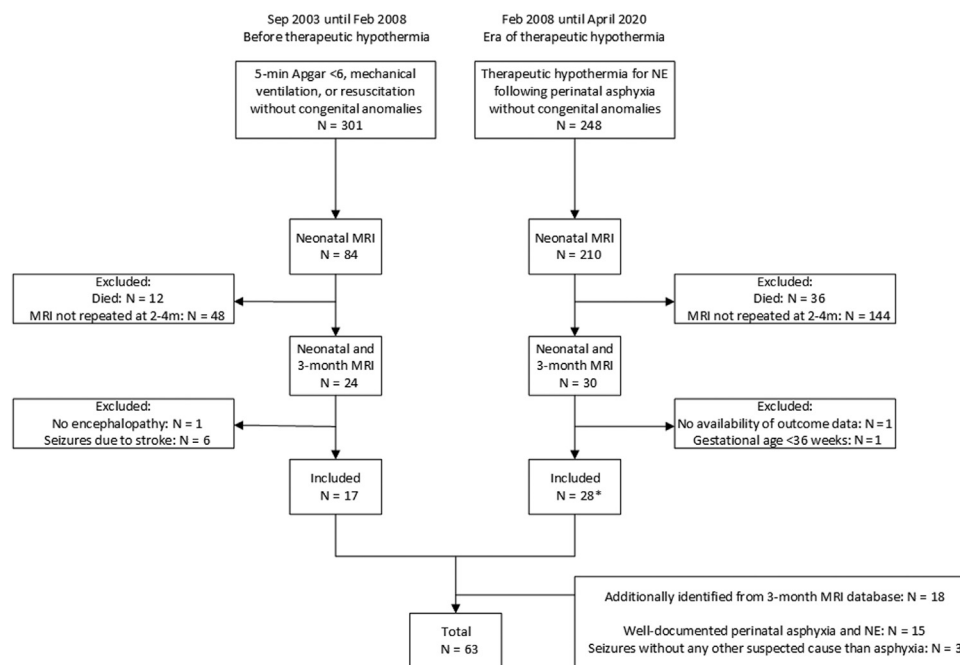 Sep 2003 until Feb 2008
Before therapeutic hypothermia
Feb 2008 until April 2020
Era of therapeutic hypothermia
5-min Apgar <6, mechanical
ventilation, or resuscitation
without congenital anomalies
N = 301
Therapeutic hypothermia for NE
following perinatal asphyxia
without congenital anomalies
N = 248
Neonatal MRI
N = 84
Neonatal MRI
N = 210
Excluded:
Died: N = 12
MRI not repeated at 2-4m: N = 48
Excluded:
Died: N = 36
MRI not repeated at 2-4m: N = 144
Neonatal and
3-month MRI
N = 24
Neonatal and
3-month MRI
N = 30
Excluded:
No encephalopathy: N = 1
Seizures due to stroke: N = 6
Excluded:
No availability of outcome data: N = 1
Gestational age <36 weeks: N = 1
Included
N = 17
Included
N = 28*
Additionally identified from 3-month MRI database: N = 18
Well-documented perinatal asphyxia and NE: N = 15
Seizures without any other suspected cause than asphyxia: N = 3
Total
N = 63